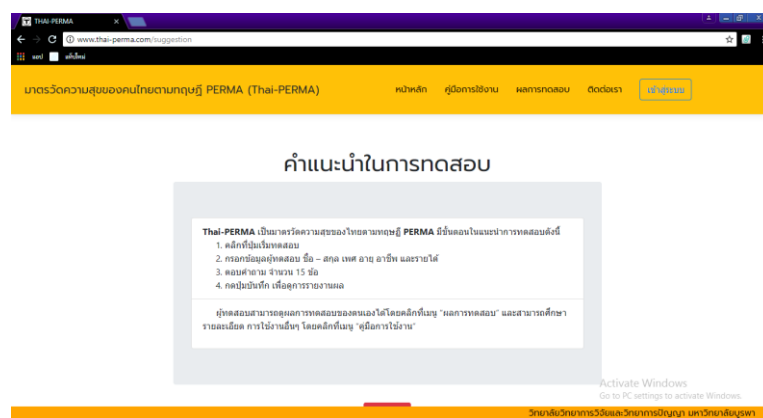 THAI-PERMA
www.thai-perma.com/suggestion
แอป
แท็บใหม่
มาตรวัดความสุขของคนไทยตามทฤษฎี PERMA (Thai-PERMA)
หน้าหลัก คู่มือการใช้งาน ผลการทดสอบ ติดต่อเรา เข้าสู่ระบบ
คำแนะนำในการทดสอบ
Thai-PERMA เป็นมาตรวัดความสุขของไทยตามทฤษฎี PERMA มีขั้นตอนในแนะนำการทดสอบดังนี้
1. คลิกที่ปุ่มเริ่มทดสอบ
2. กรอกข้อมูลผู้ทดสอบ ชื่อ – สกุล เพศ อายุ อาชีพ และรายได้
3. ตอบคำถาม จำนวน 15 ข้อ
4. กดปุ่มบันทึก เพื่อดูการรายงานผล
ผู้ทดสอบสามารถดูผลการทดสอบของตนเองได้โดยคลิกที่เมนู "ผลการทดสอบ" และสามารถศึกษา
รายละเอียด การใช้งานอื่นๆ โดยคลิกที่เมนู "คู่มือการใช้งาน"
Activate Windows
Go to PC settings to activate Windows.
วิทยาลัยวิทยาการวิจัยและวิทยาการปัญญา มหาวิทยาลัยบูรพา